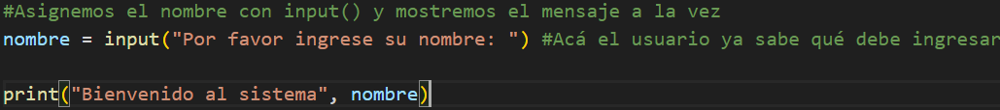 #Asignemos el nombre con input() y mostremos el mensaje a la vez
nombre = input("Por favor ingrese su nombre: ") #Acá el usuario ya sabe qué debe ingresar
print("Bienvenido al sistema", nombre)